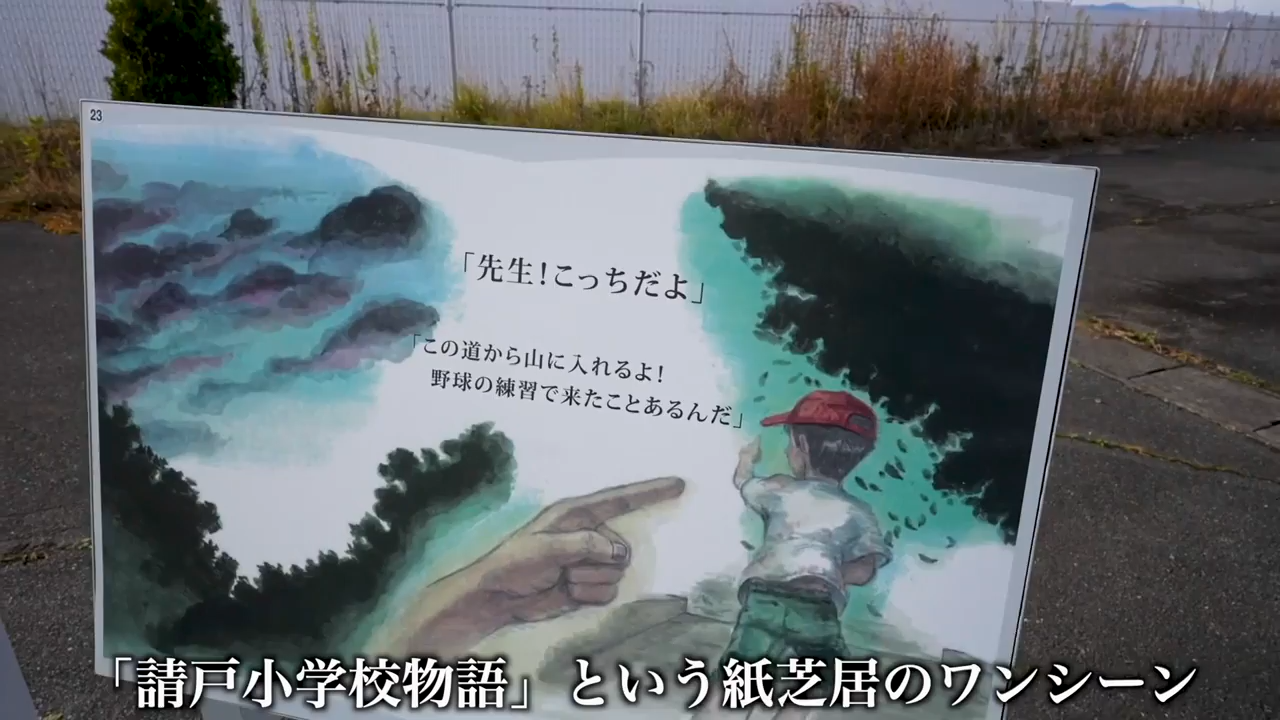 23
「先生!こっちだよ」
「この道から山に入れるよ!
野球の練習で来たことあるんだ」
「請戸小学校物語」という紙芝居のワンシーン